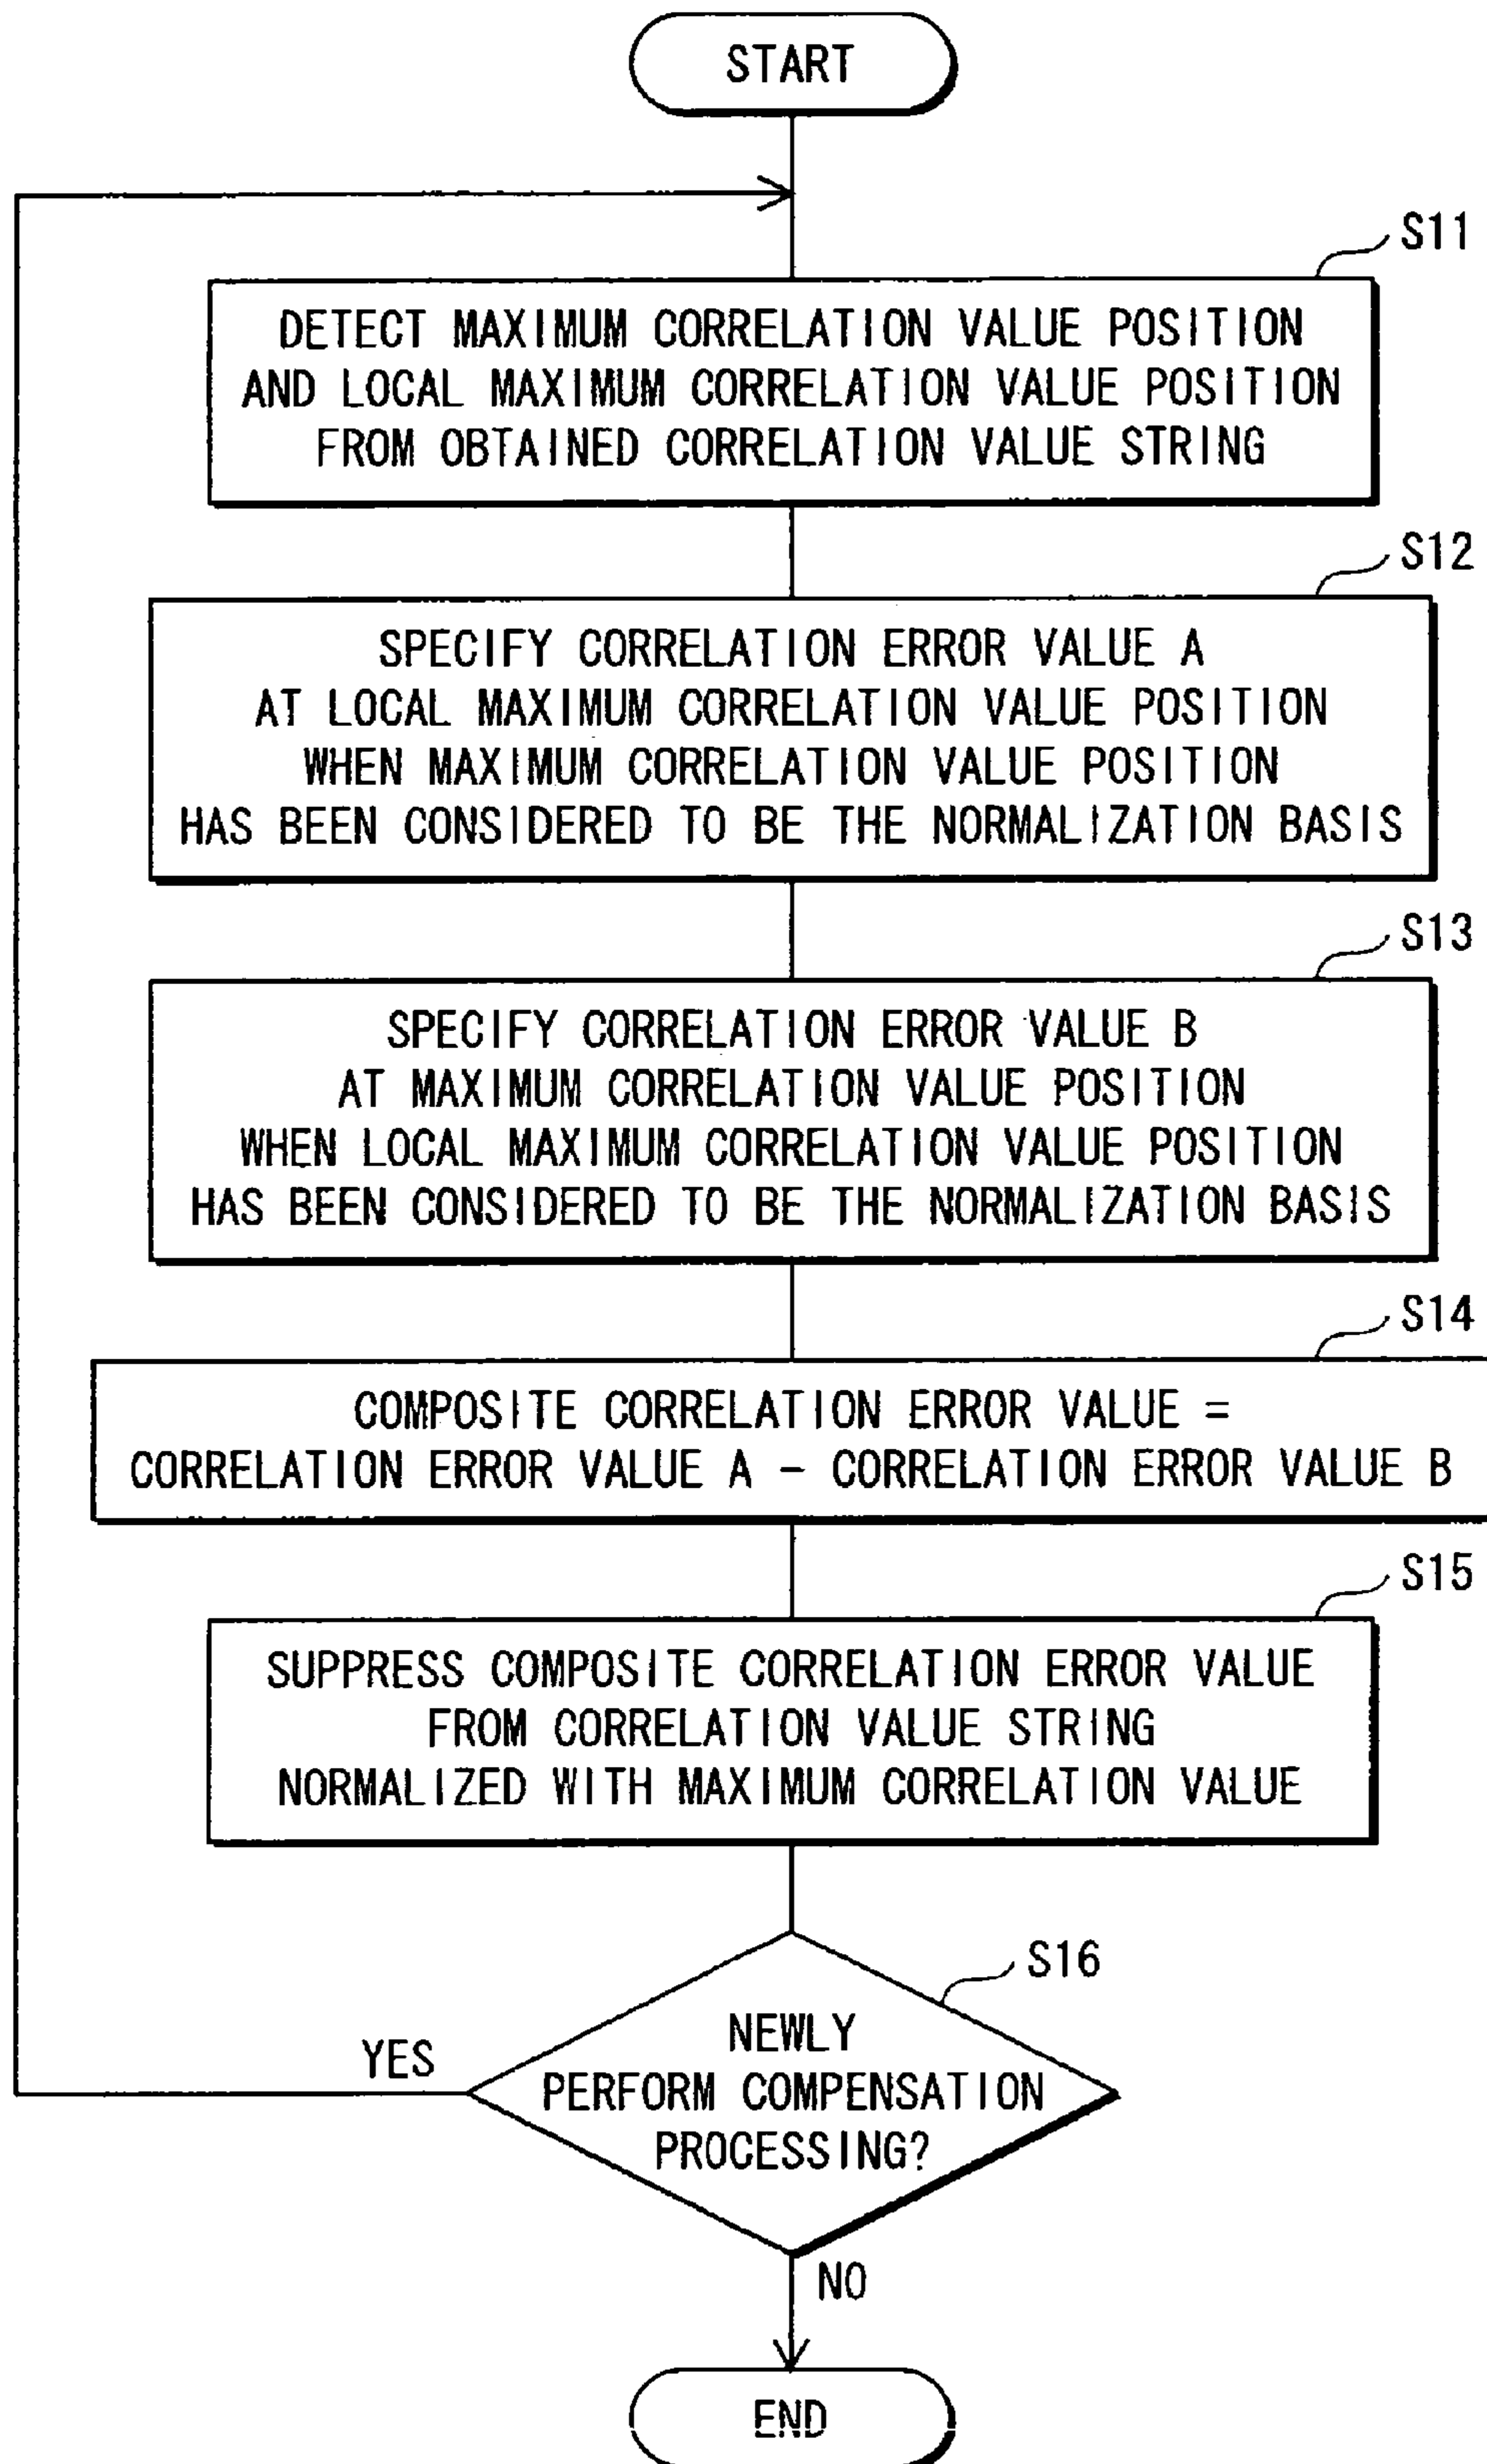 START
S11
DETECT MAXIMUM CORRELATION VALUE POSITION
AND LOCAL MAXIMUM CORRELATION VALUE POSITION
FROM OBTAINED CORRELATION VALUE STRING
S12
SPECIFY CORRELATION ERROR VALUE A
AT LOCAL MAXIMUM CORRELATION VALUE POSITION
WHEN MAXIMUM CORRELATION VALUE POSITION
HAS BEEN CONSIDERED TO BE THE NORMALIZATION BASIS
S13
SPECIFY CORRELATION ERROR VALUE B
AT MAXIMUM CORRELATION VALUE POSITION
WHEN LOCAL MAXIMUM CORRELATION VALUE POSITION
HAS BEEN CONSIDERED TO BE THE NORMALIZATION BASIS
S14
COMPOSITE CORRELATION ERROR VALUE =
CORRELATION ERROR VALUE A - CORRELATION ERROR VALUE B
S15
SUPPRESS COMPOSITE CORRELATION ERROR VALUE
FROM CORRELATION VALUE STRING
NORMALIZED WITH MAXIMUM CORRELATION VALUE
S16
NEWLY
PERFORM COMPENSATION
PROCESSING?
YES
NO
END